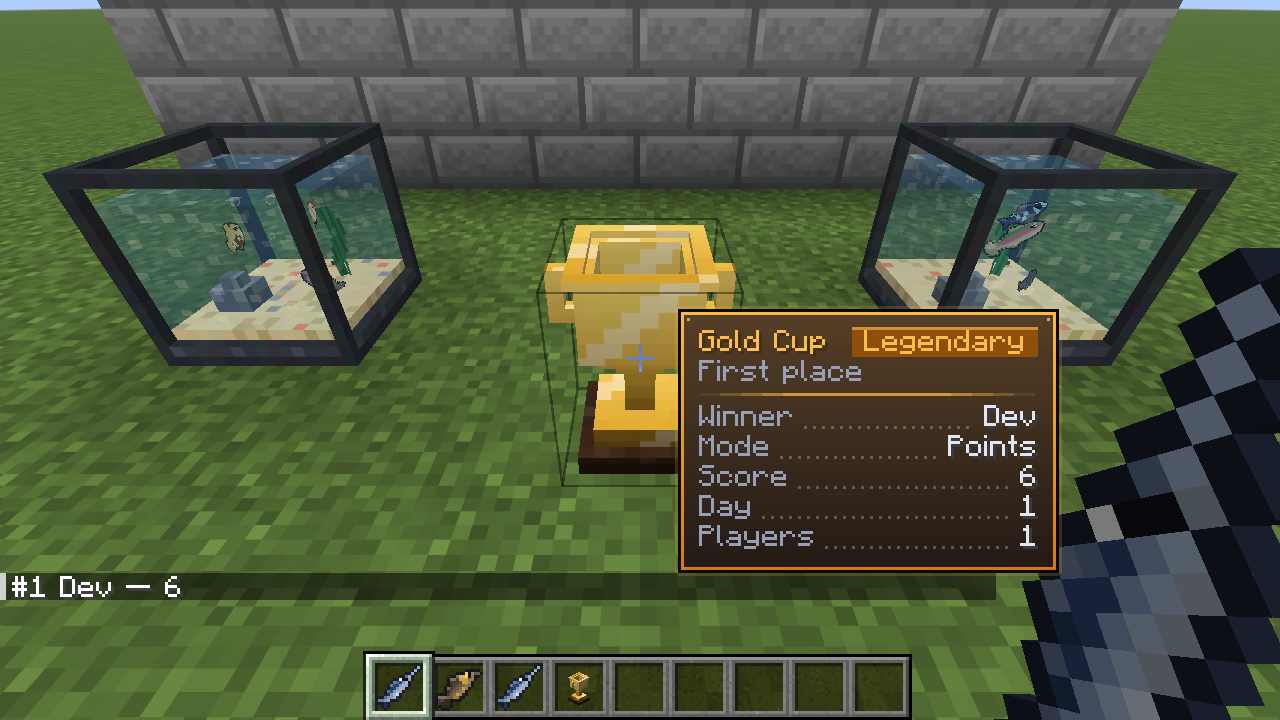 Gold Cup Legendary
First place
Winner Dev
Mode Points
Score 6
Day 1
Players 1
#1 Dev — 6